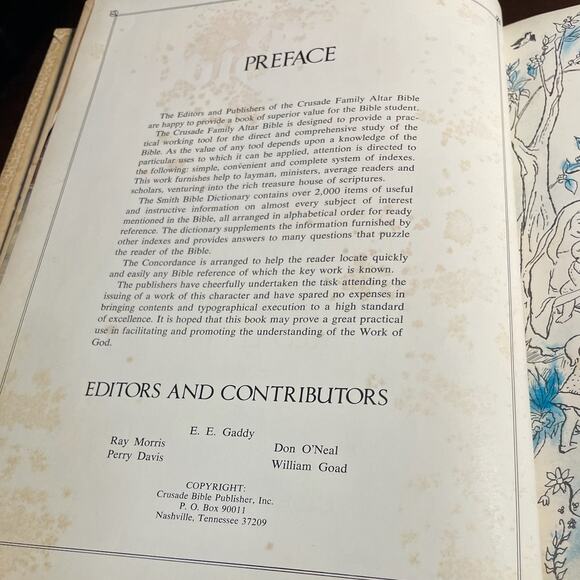 PREFACE
The Editors and Publishers of the Crusade Family Altar Bible
are happy to provide a book of superior value for the Bible student.
The Crusade Family Altar Bible is designed to provide a prac-
tical working tool for the direct and comprehensive study of the
Bible. As the value of any tool depends upon a knowledge of the
particular uses to which it can be applied, attention is directed to
the following: simple, convenient and complete system of indexes.
This work furnishes help to layman, ministers, average readers and
scholars, venturing into the rich treasure house of scriptures.
The Smith Bible Dictionary contains over 2,000 items of useful
and instructive information on almost every subject of interest
mentioned in the Bible, all arranged in alphabetical order for ready
reference. The dictionary supplements the information furnished by
other indexes and provides answers to many questions that puzzle
the reader of the Bible.
The Concordance is arranged to help the reader locate quickly
and easily any Bible reference of which the key work is known.
The publishers have cheerfully undertaken the task attending the
issuing of a work of this character and have spared no expenses in
bringing contents and typographical execution to a high standard
of excellence. It is hoped that this book may prove a great practical
use in facilitating and promoting the understanding of the Work of
God.
EDITORS AND CONTRIBUTORS
E. E. Gaddy
Ray Morris
Don O'Neal
Perry Davis
William Goad
COPYRIGHT:
Crusade Bible Publisher, Inc.
P. O. Box 90011
Nashville, Tennessee 37209